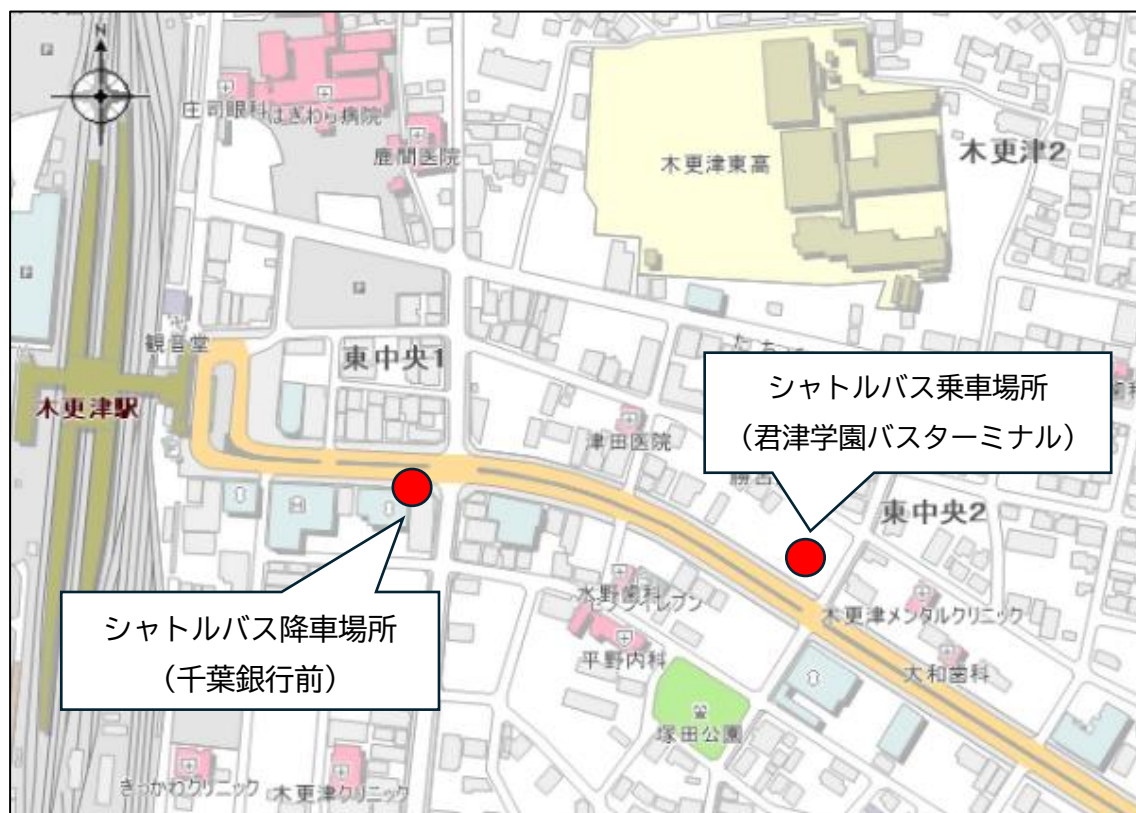 N
庄司眼科
はぎわら病院
鹿間医院
木更津東高
木更津2
観音堂
東中央1
木更津駅
津田医院
シャトルバス乗車場所
(君津学園バスターミナル)
東中央2
シャトルバス降車場所
(千葉銀行前)
水野歯科
セブンイレブン
平野内科
木更津メンタルクリニック
大和歯科
塚田公園
きっかわクリニック
木更津クリニック